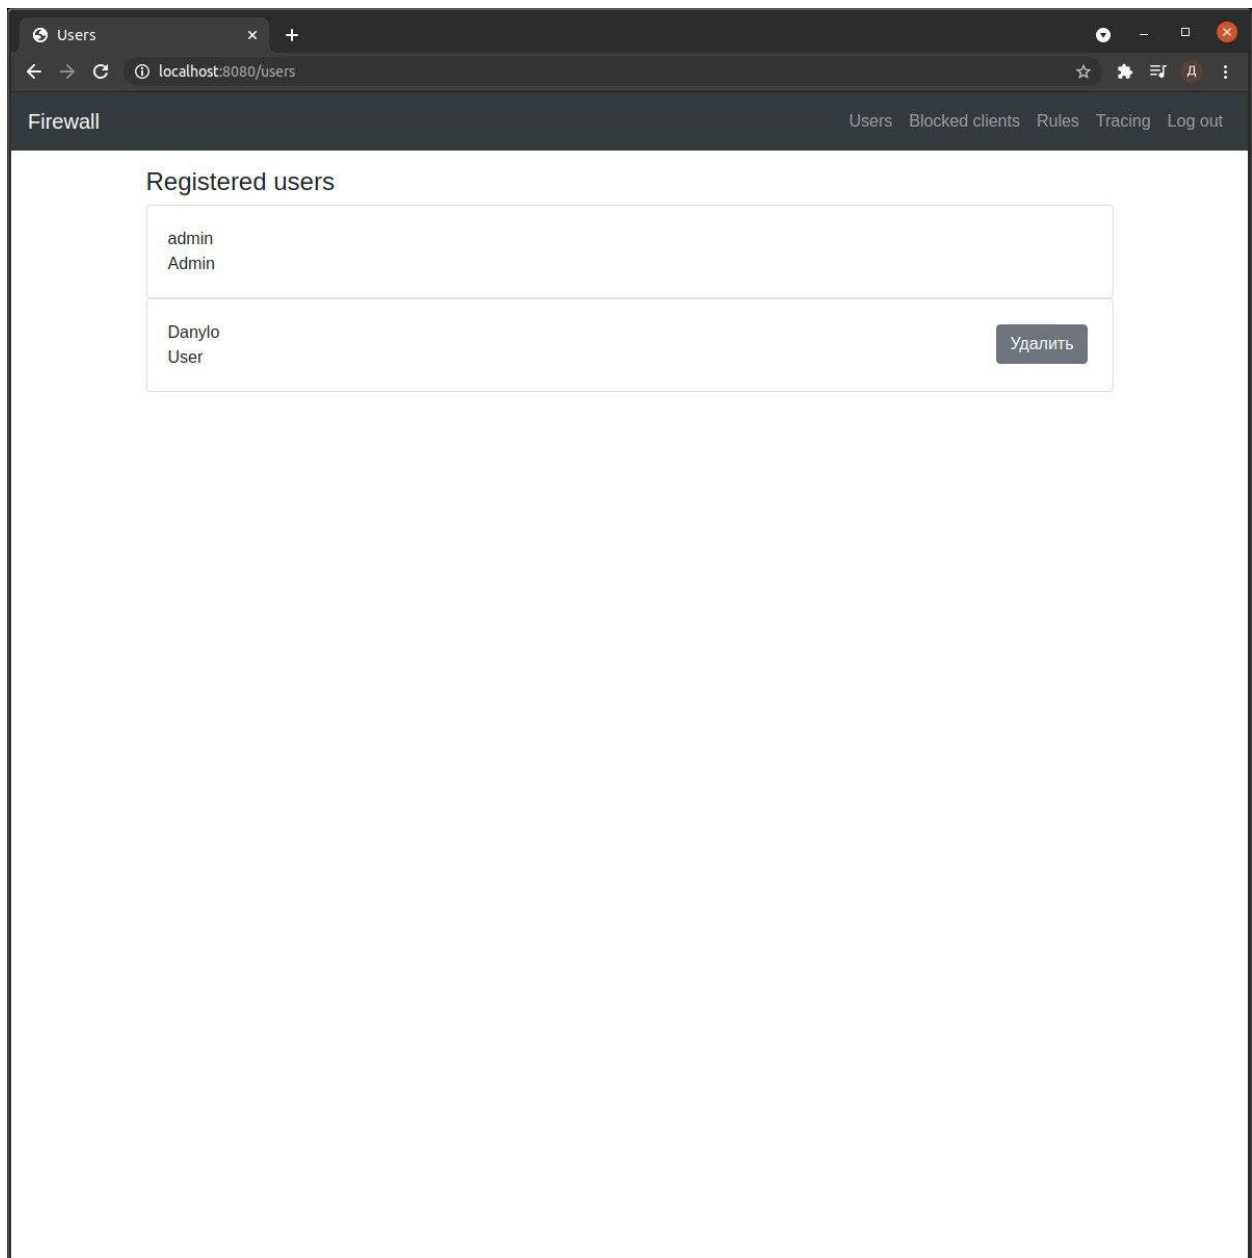 Users
localhost:8080/users
Д
Firewall
Users Blocked clients Rules Tracing Log out
Registered users
admin
Admin
Danylo
User
Удалить